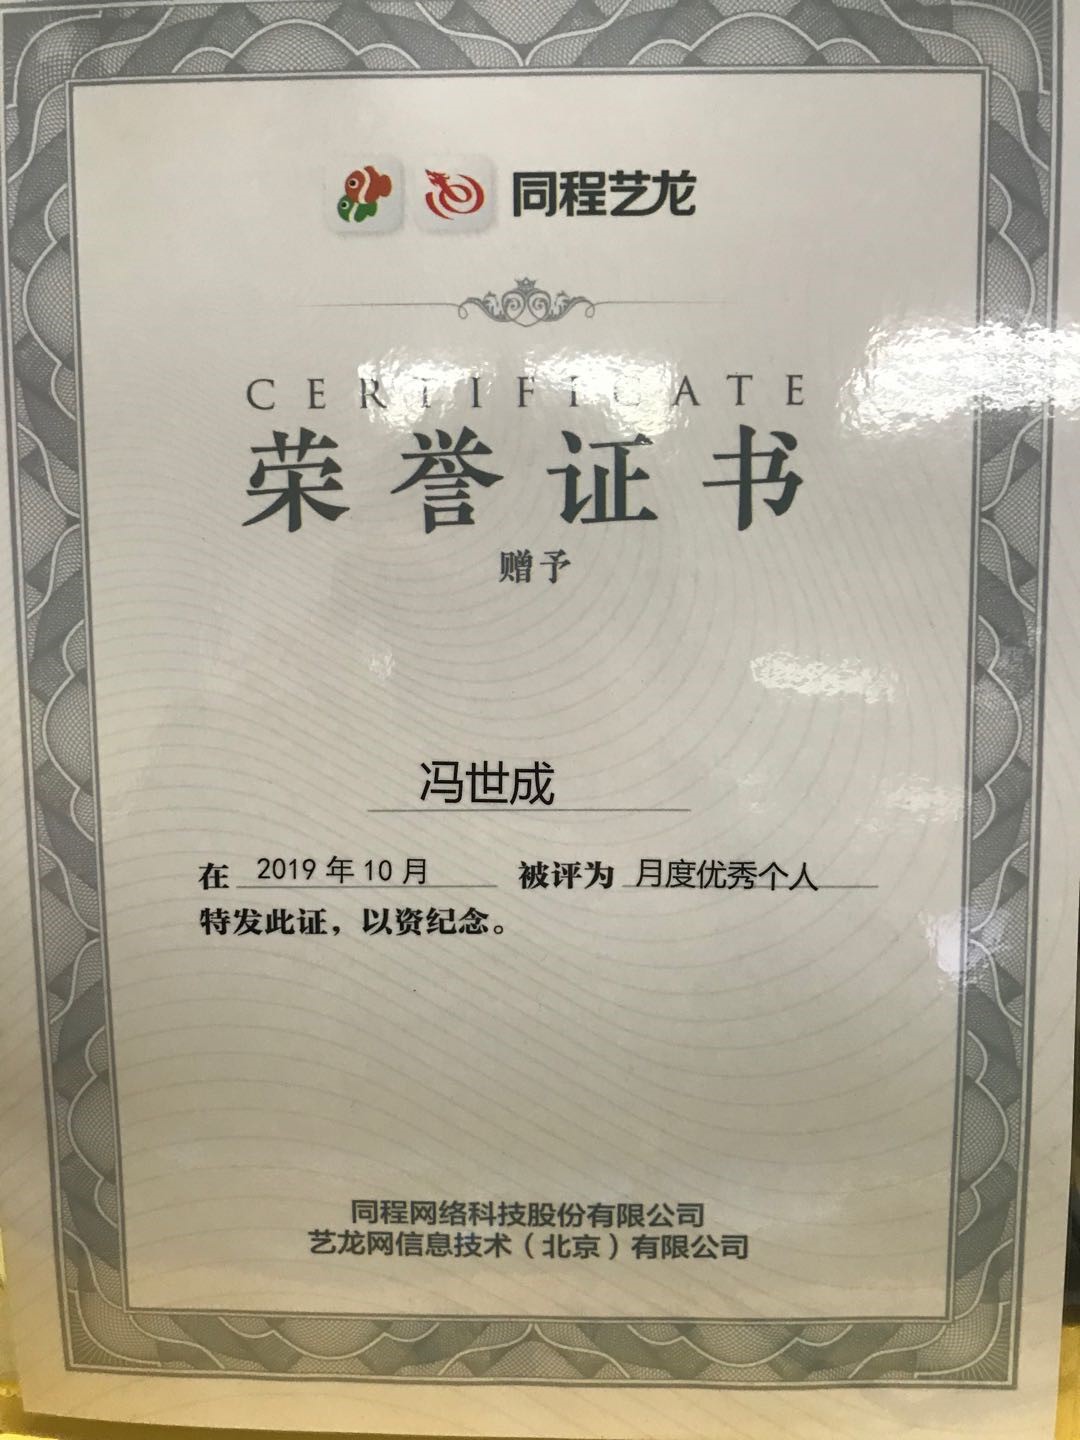 同程艺龙
CERTIFICATE
荣誉证书
赠予
冯世成
在 2019 年 10 月 被评为 月度优秀个人
特发此证，以资纪念。
同程网络科技股份有限公司
艺龙网信息技术（北京）有限公司